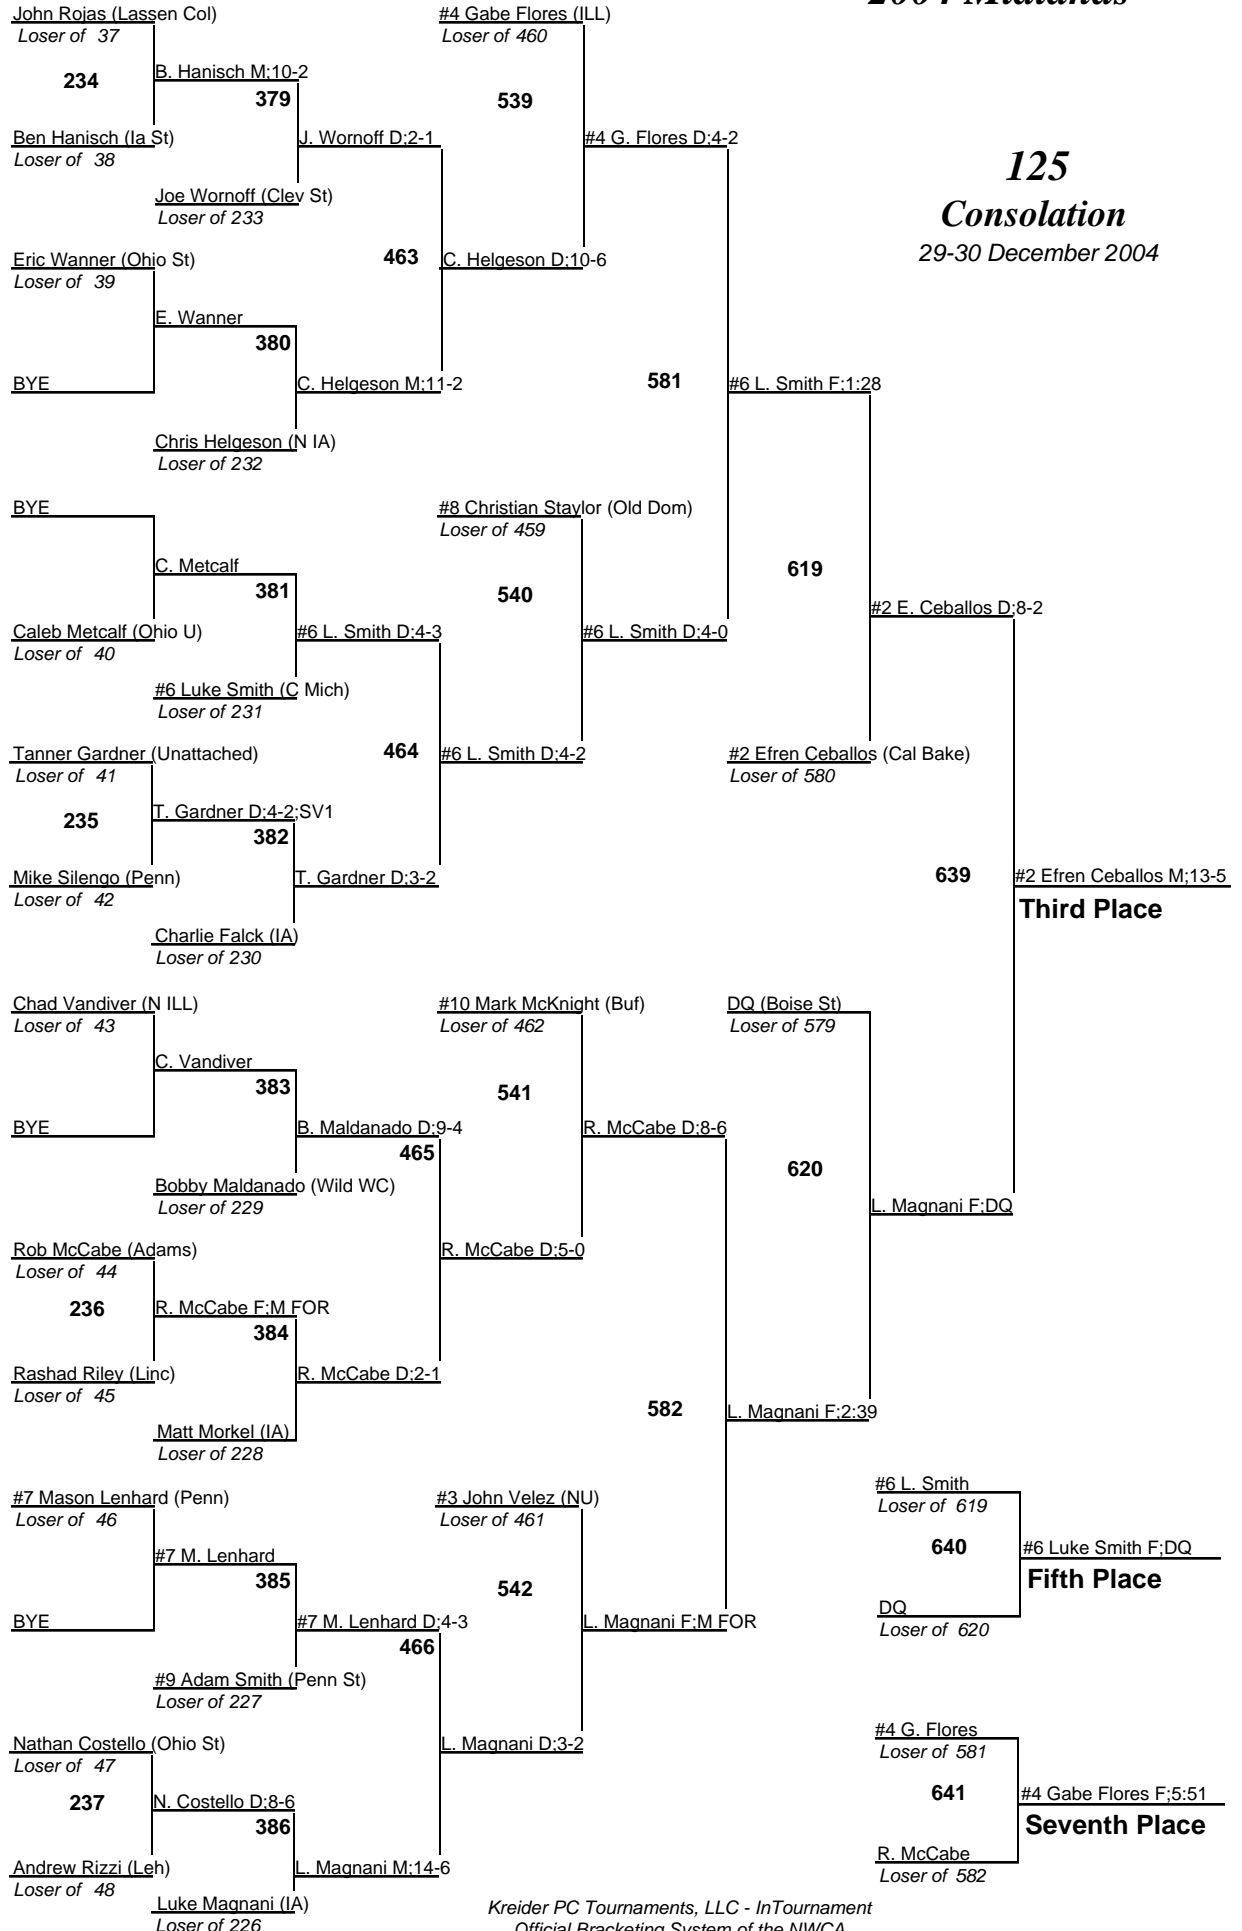 2004 Midlands
John Rojas (Lassen Col)
Loser of 37
234
B. Hanisch M;10-2
379
Ben Hanisch (Ia St)
Loser of 38
J. Wornoff D;2-1
Joe Wornoff (Clev St)
Loser of 233
#4 Gabe Flores (ILL)
Loser of 460
539
#4 G. Flores D;4-2
125
Consolation
29-30 December 2004
Eric Wanner (Ohio St)
Loser of 39
463
C. Helgeson D;10-6
E. Wanner
380
BYE
C. Helgeson M;11-2
Chris Helgeson (N IA)
Loser of 232
581
#6 L. Smith F;1:28
BYE
C. Metcalf
381
Caleb Metcalf (Ohio U)
Loser of 40
#6 L. Smith D;4-3
#6 Luke Smith (C Mich)
Loser of 231
#8 Christian Staylor (Old Dom)
Loser of 459
540
#6 L. Smith D;4-0
619
#2 E. Ceballos D;8-2
Tanner Gardner (Unattached)
Loser of 41
464
#6 L. Smith D;4-2
#2 Efren Ceballos (Cal Bake)
Loser of 580
235
T. Gardner D;4-2;SV1
382
Mike Silengo (Penn)
Loser of 42
T. Gardner D;3-2
Charlie Falck (IA)
Loser of 230
639
#2 Efren Ceballos M;13-5
Third Place
Chad Vandiver (N ILL)
Loser of 43
C. Vandiver
383
BYE
B. Maldanado D;9-4
465
Bobby Maldanado (Wild WC)
Loser of 229
#10 Mark McKnight (Buf)
Loser of 462
541
R. McCabe D;8-6
DQ (Boise St)
Loser of 579
620
L. Magnani F;DQ
Rob McCabe (Adams)
Loser of 44
R. McCabe D;5-0
236
R. McCabe F;M FOR
384
Rashad Riley (Linc)
Loser of 45
R. McCabe D;2-1
Matt Morkel (IA)
Loser of 228
582
L. Magnani F;2:39
#7 Mason Lenhard (Penn)
Loser of 46
#7 M. Lenhard
385
BYE
#7 M. Lenhard D;4-3
466
#9 Adam Smith (Penn St)
Loser of 227
#3 John Velez (NU)
Loser of 461
542
L. Magnani F;M FOR
#6 L. Smith
Loser of 619
640
#6 Luke Smith F;DQ
Fifth Place
DQ
Loser of 620
Nathan Costello (Ohio St)
Loser of 47
L. Magnani D;3-2
237
N. Costello D;8-6
386
Andrew Rizzi (Leh)
Loser of 48
L. Magnani M;14-6
Luke Magnani (IA)
Loser of 226
#4 G. Flores
Loser of 581
641
#4 Gabe Flores F;5:51
Seventh Place
R. McCabe
Loser of 582
Kreider PC Tournaments, LLC - InTournament
Official Bracketing System of the NWCA